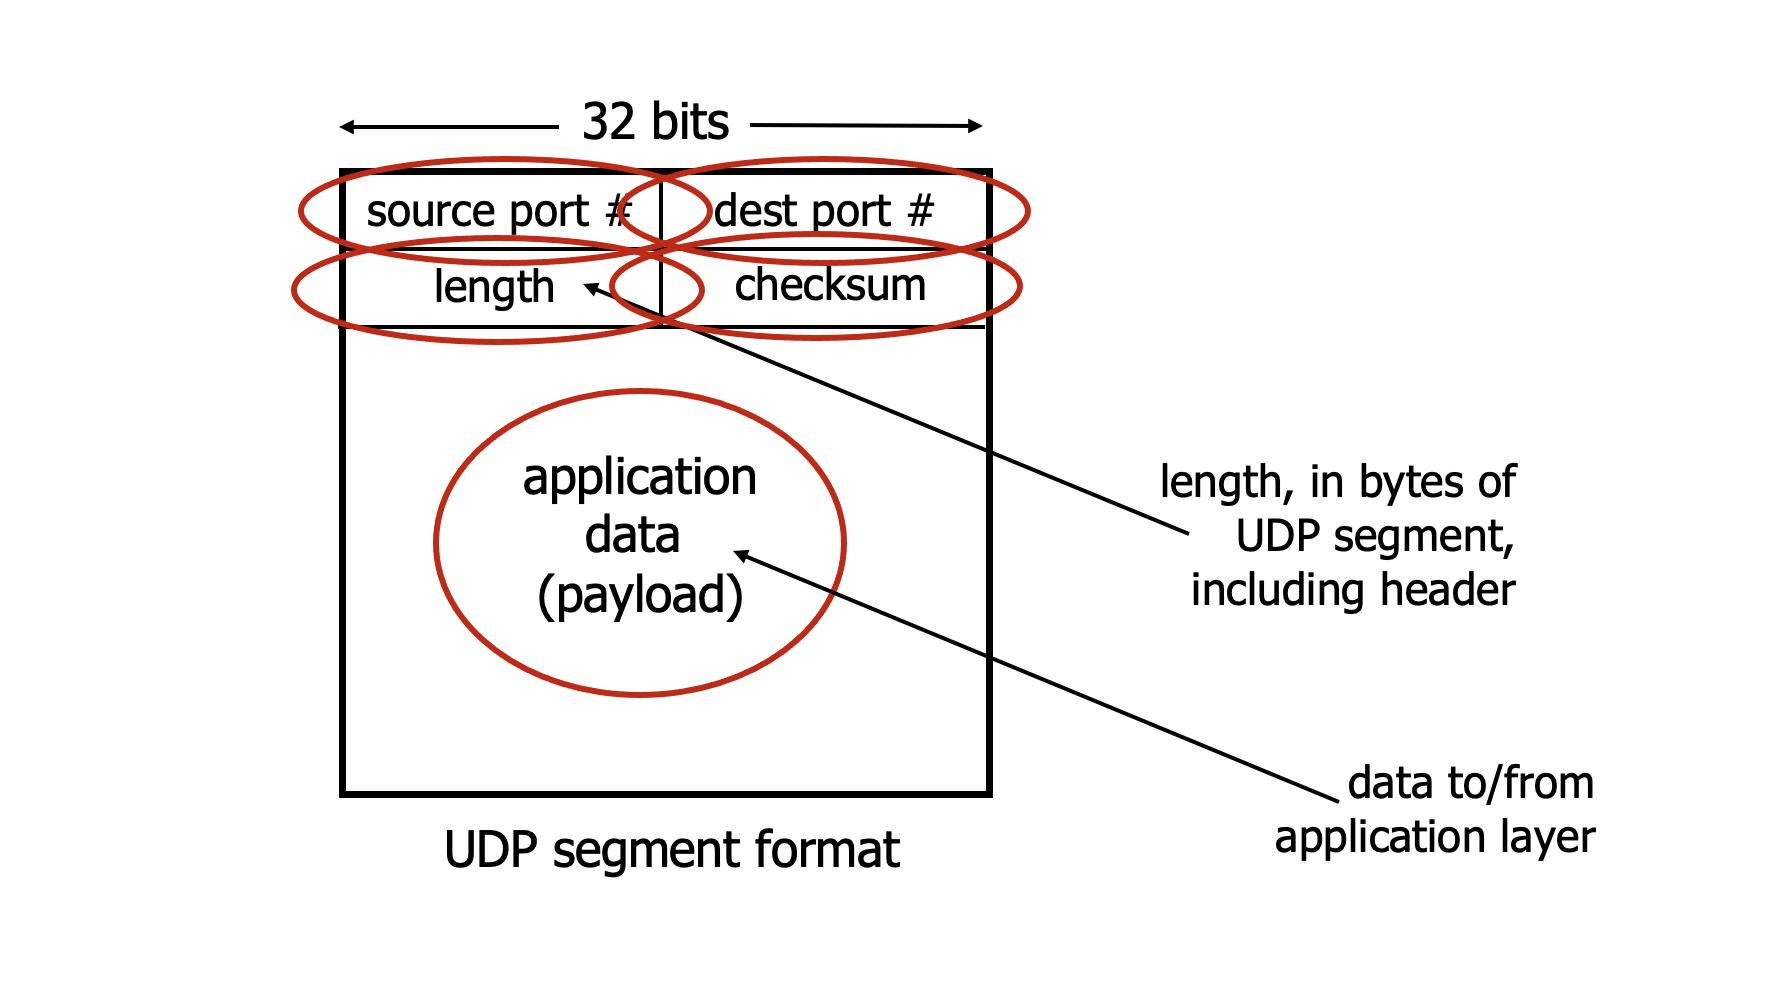 32 bits
source port #
dest port #
length
checksum
application
data
(payload)
length, in bytes of
UDP segment,
including header
data to/from
application layer
UDP segment format